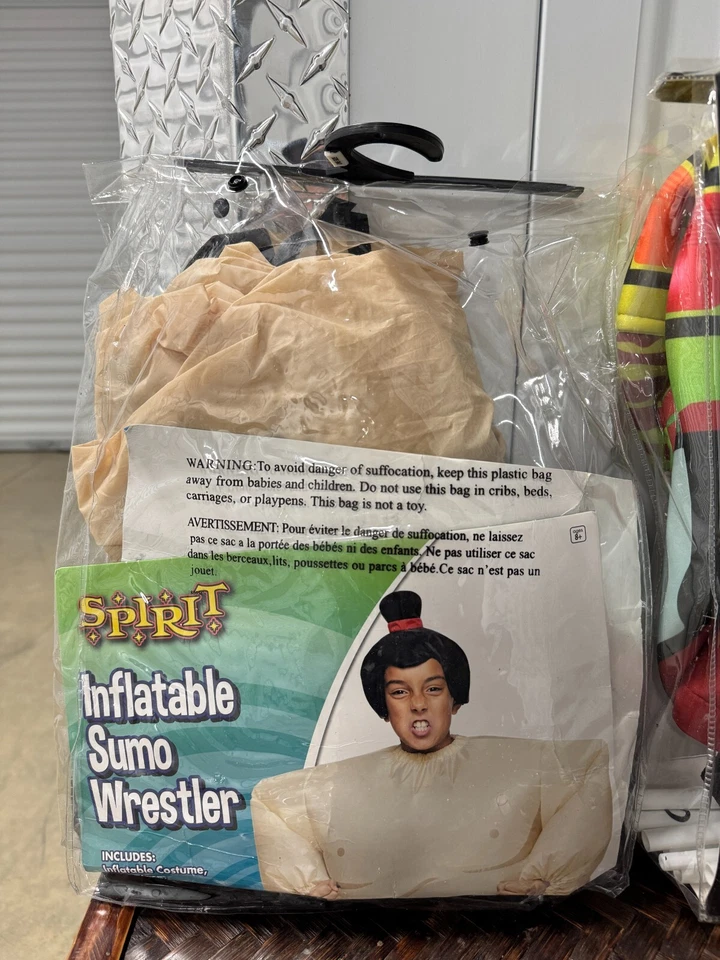 WARNING:To avoid danger of suffocation, keep this plastic bag
away from babies and children. Do not use this bag in cribs, beds,
carriages, or playpens. This bag is not a toy.
AVERTISSEMENT: Pour éviter le danger de suffocation, ne laissez
pas ce sac a la portée des bébés ni des enfants. Ne pas utiliser ce sac
dans les berceaux,lits, poussettes ou parcs à bébé.Ce sac n'est pas un
jouet.
8+
SPIRIT
Inflatable
Sumo
Wrestler
INCLUDES:
Inflatable Costume,